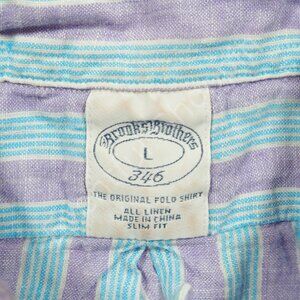 Brooks Brothers
L
346
THE ORIGINAL POLO SHIRT
ALL LINEN
MADE IN CHINA
SLIM FIT